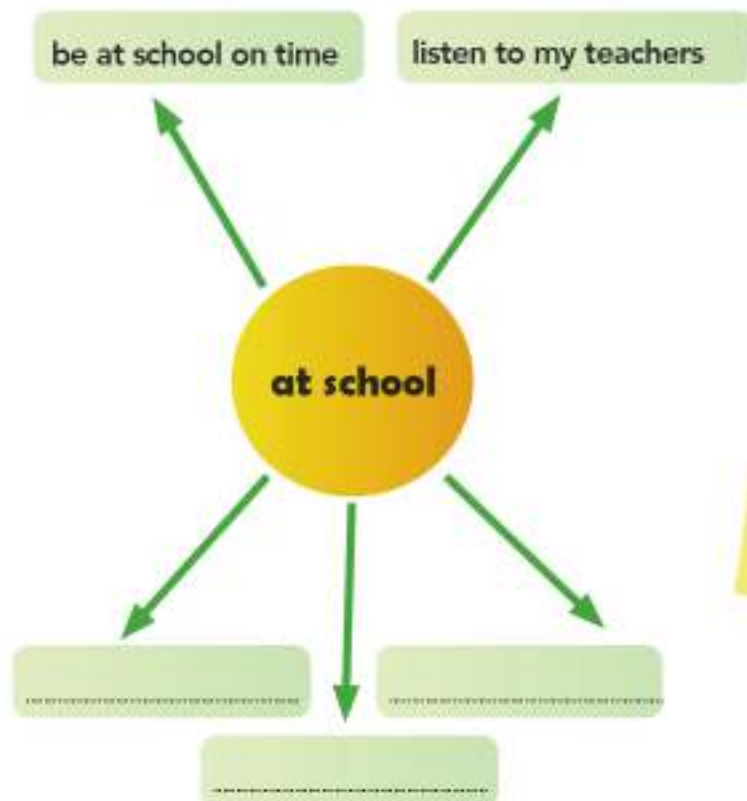 be at school on time
listen to my teachers
at school